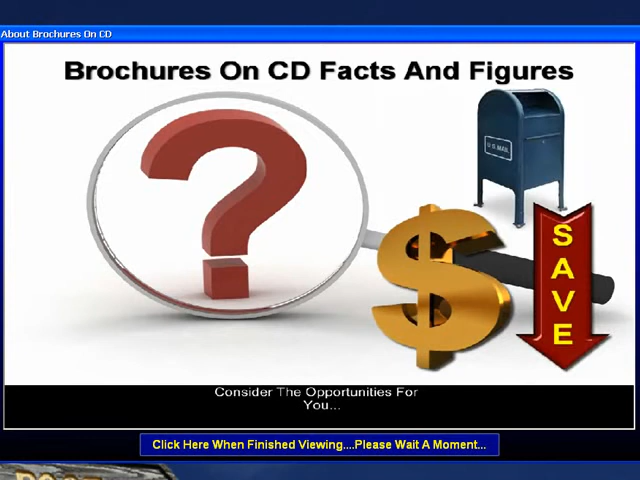 About Brochures On CD
Brochures On CD Facts And Figures
U.S. MAIL
S
A
V
E
Consider The Opportunities For
You...
Click Here When Finished Viewing....Please Wait A Moment...